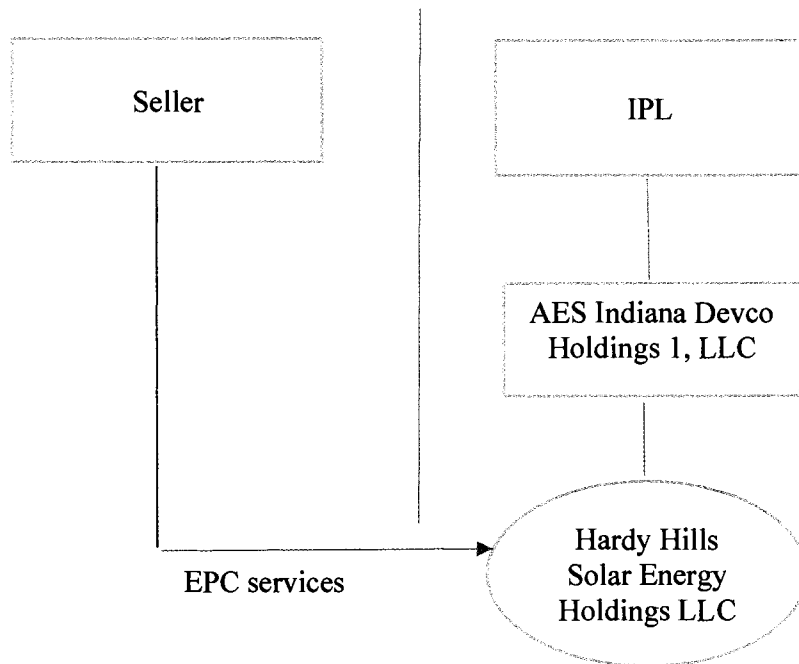 Seller
IPL
AES Indiana Devco
Holdings 1, LLC
EPC services
Hardy Hills
Solar Energy
Holdings LLC